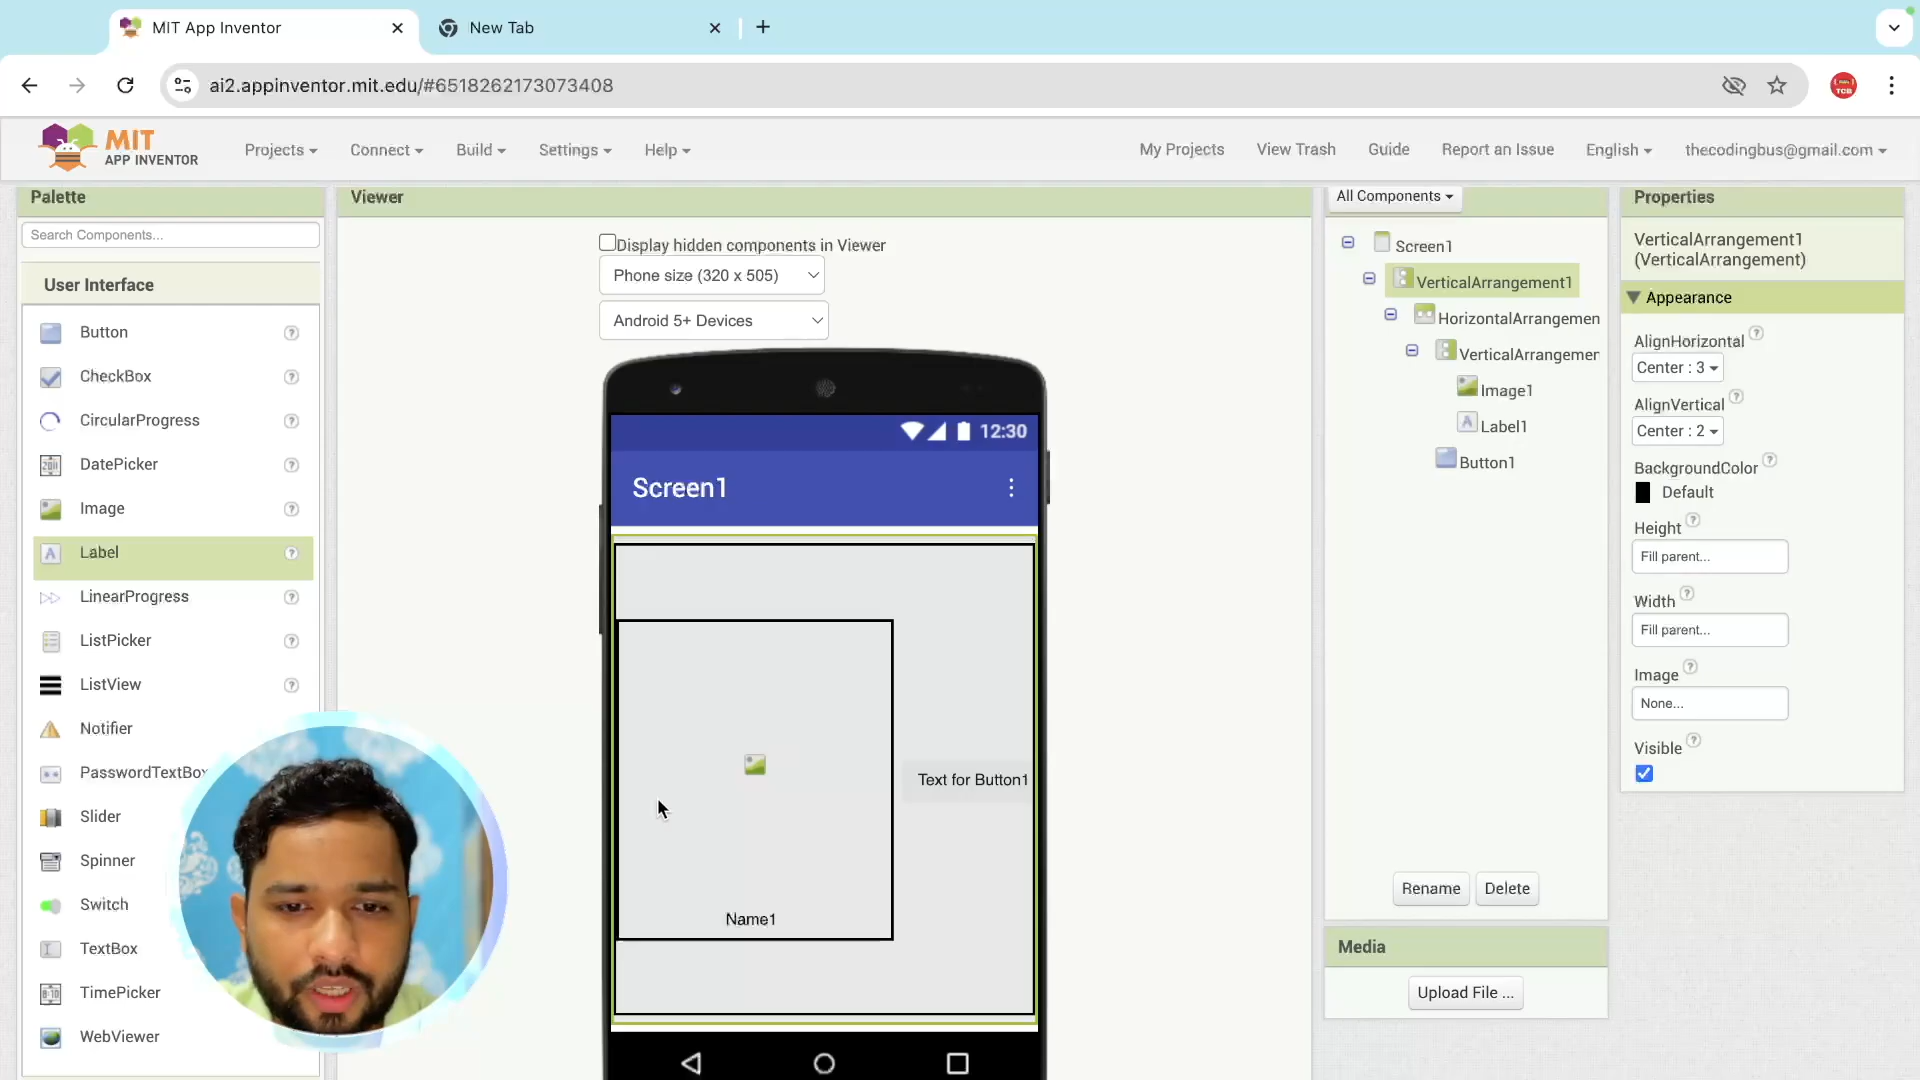 MIT App Inventor
New Tab
ai2.appinventor.mit.edu/#6518262173073408
MIT
APP INVENTOR
Projects
Connect
Build
Settings
Help
My Projects
View Trash
Guide
Report an Issue
English
thecodingbus@gmail.com
Palette
Search Components...
User Interface
Button
CheckBox
CircularProgress
DatePicker
Image
Label
LinearProgress
ListPicker
ListView
Notifier
PasswordTextBox
Slider
Spinner
Switch
TextBox
TimePicker
WebViewer
Viewer
Display hidden components in Viewer
Phone size (320 x 505)
Android 5+ Devices
12:30
Screen1
Text for Button1
Name1
All Components
Screen1
VerticalArrangement1
HorizontalArrangemen
VerticalArrangemer
Image1
Label1
Button1
Rename
Delete
Media
Upload File ...
Properties
VerticalArrangement1
(VerticalArrangement)
Appearance
AlignHorizontal
Center : 3
AlignVertical
Center : 2
BackgroundColor
Default
Height
Fill parent...
Width
Fill parent...
Image
None...
Visible